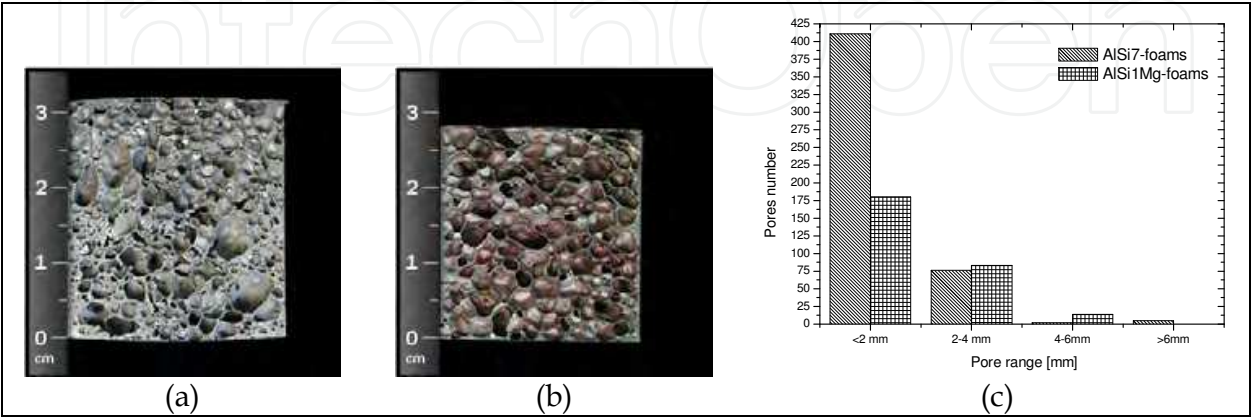 IntechOpen
3
2
1
0
cm
(a)
3
2
1
0
cm
(b)
425
400
375
350
325
300
275
250
225
200
175
150
125
100
75
50
25
0
Pores number
AlSi7-foams
AlSi1Mg-foams
<2 mm
2-4 mm
4-6mm
>6mm
Pore range [mm]
(c)